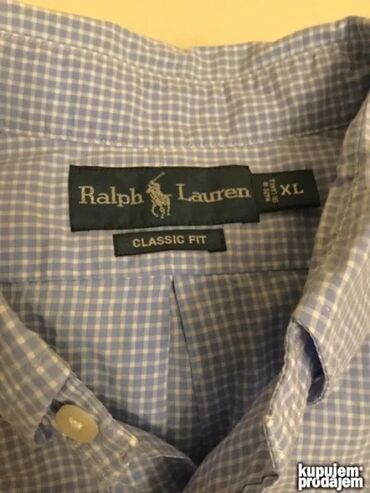 Ralph Lauren
XL
CLASSIC FIT
kupujem
prodajem